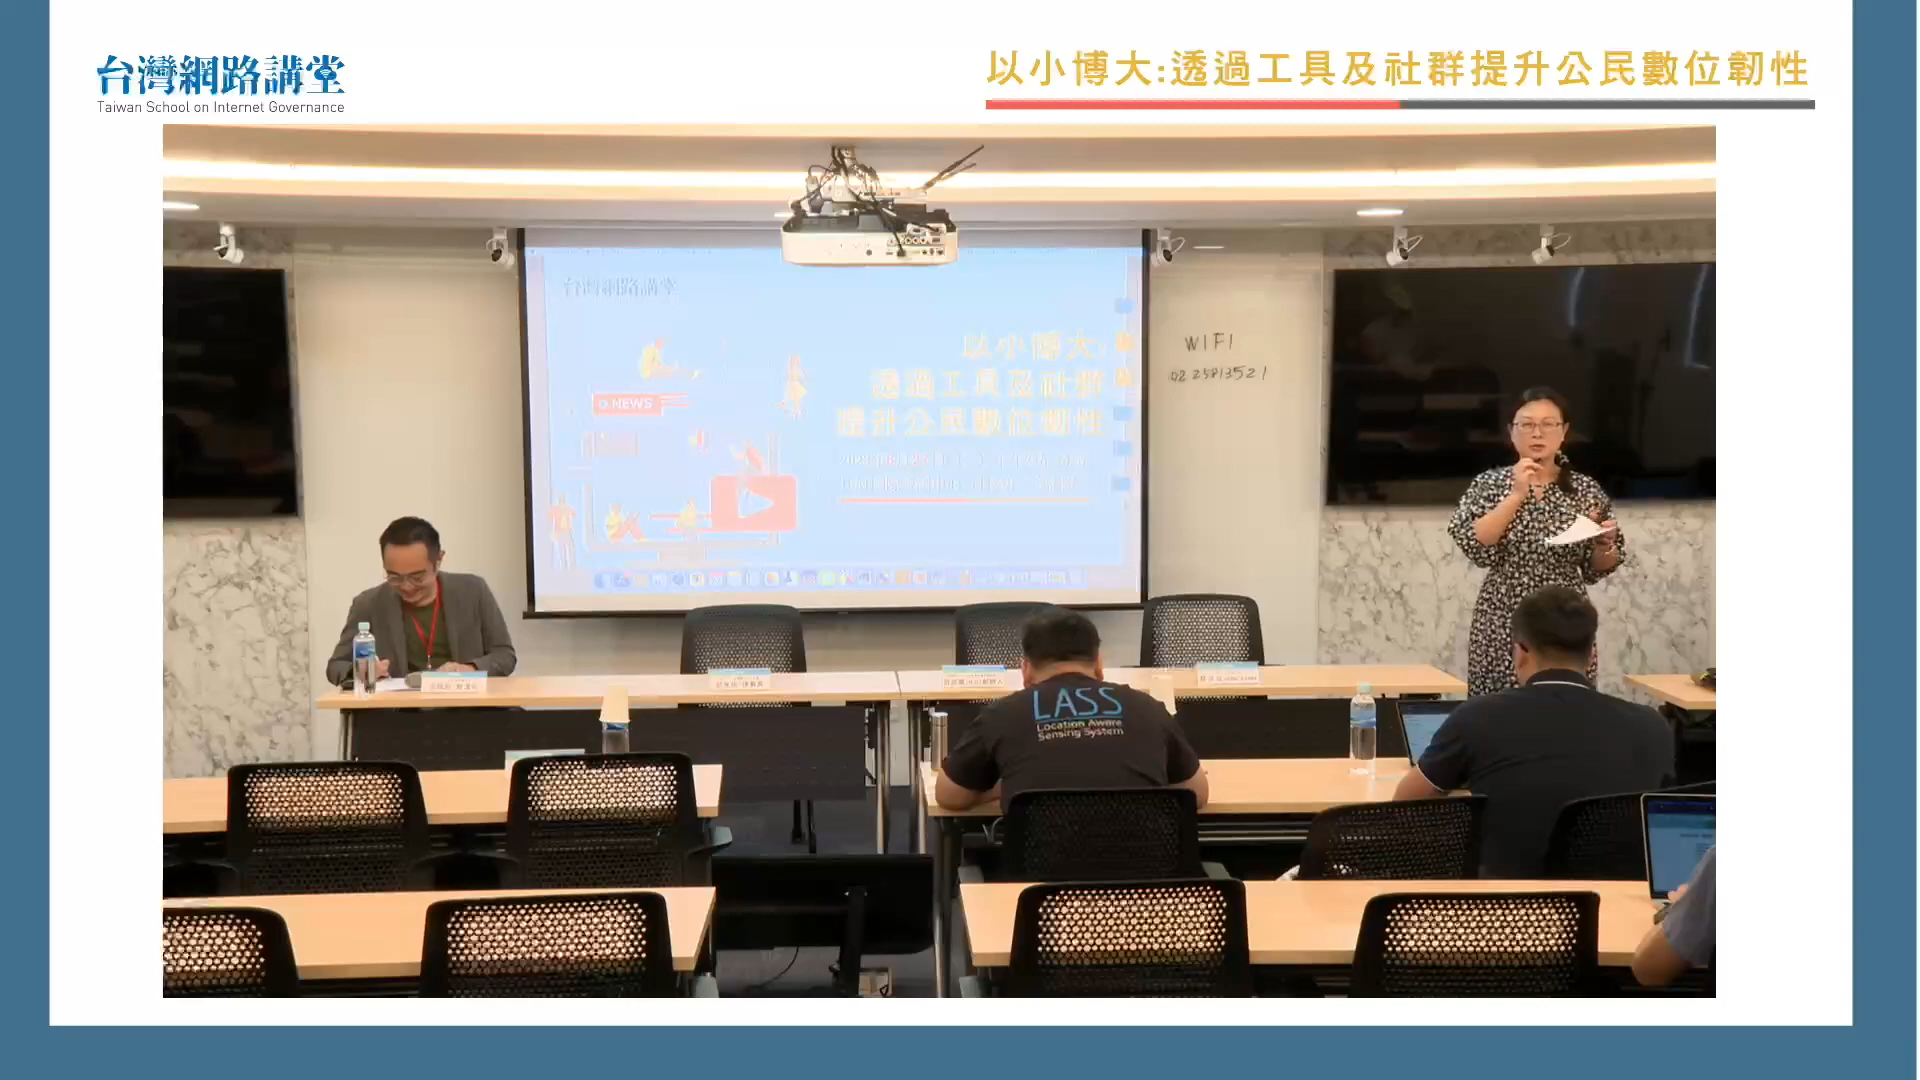 台灣網路講堂
Taiwan School on Internet Governance
以小博大:透過工具及社群提升公民數位韌性
台灣網路講堂
以小博大:
透過工具及社群
提升公民數位韌性
NEWS
WIFI
02 25813521
LASS
Location Aware
Sensing System